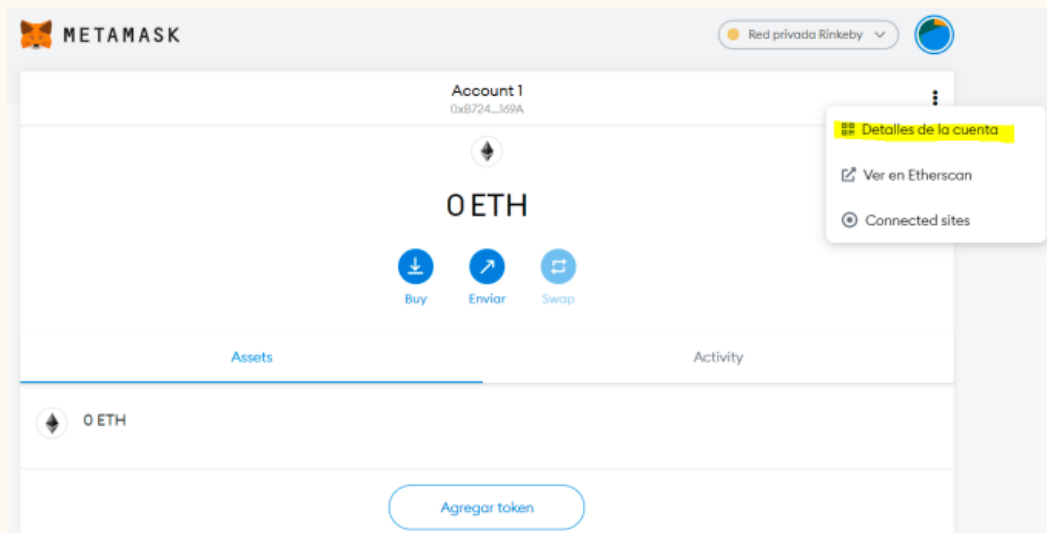 METAMASK
Red privada Rinkeby
Account 1
0xB724...169A
Detalles de la cuenta
Ver en Etherscan
Connected sites
0 ETH
Buy
Enviar
Swap
Assets
Activity
0 ETH
Agregar token